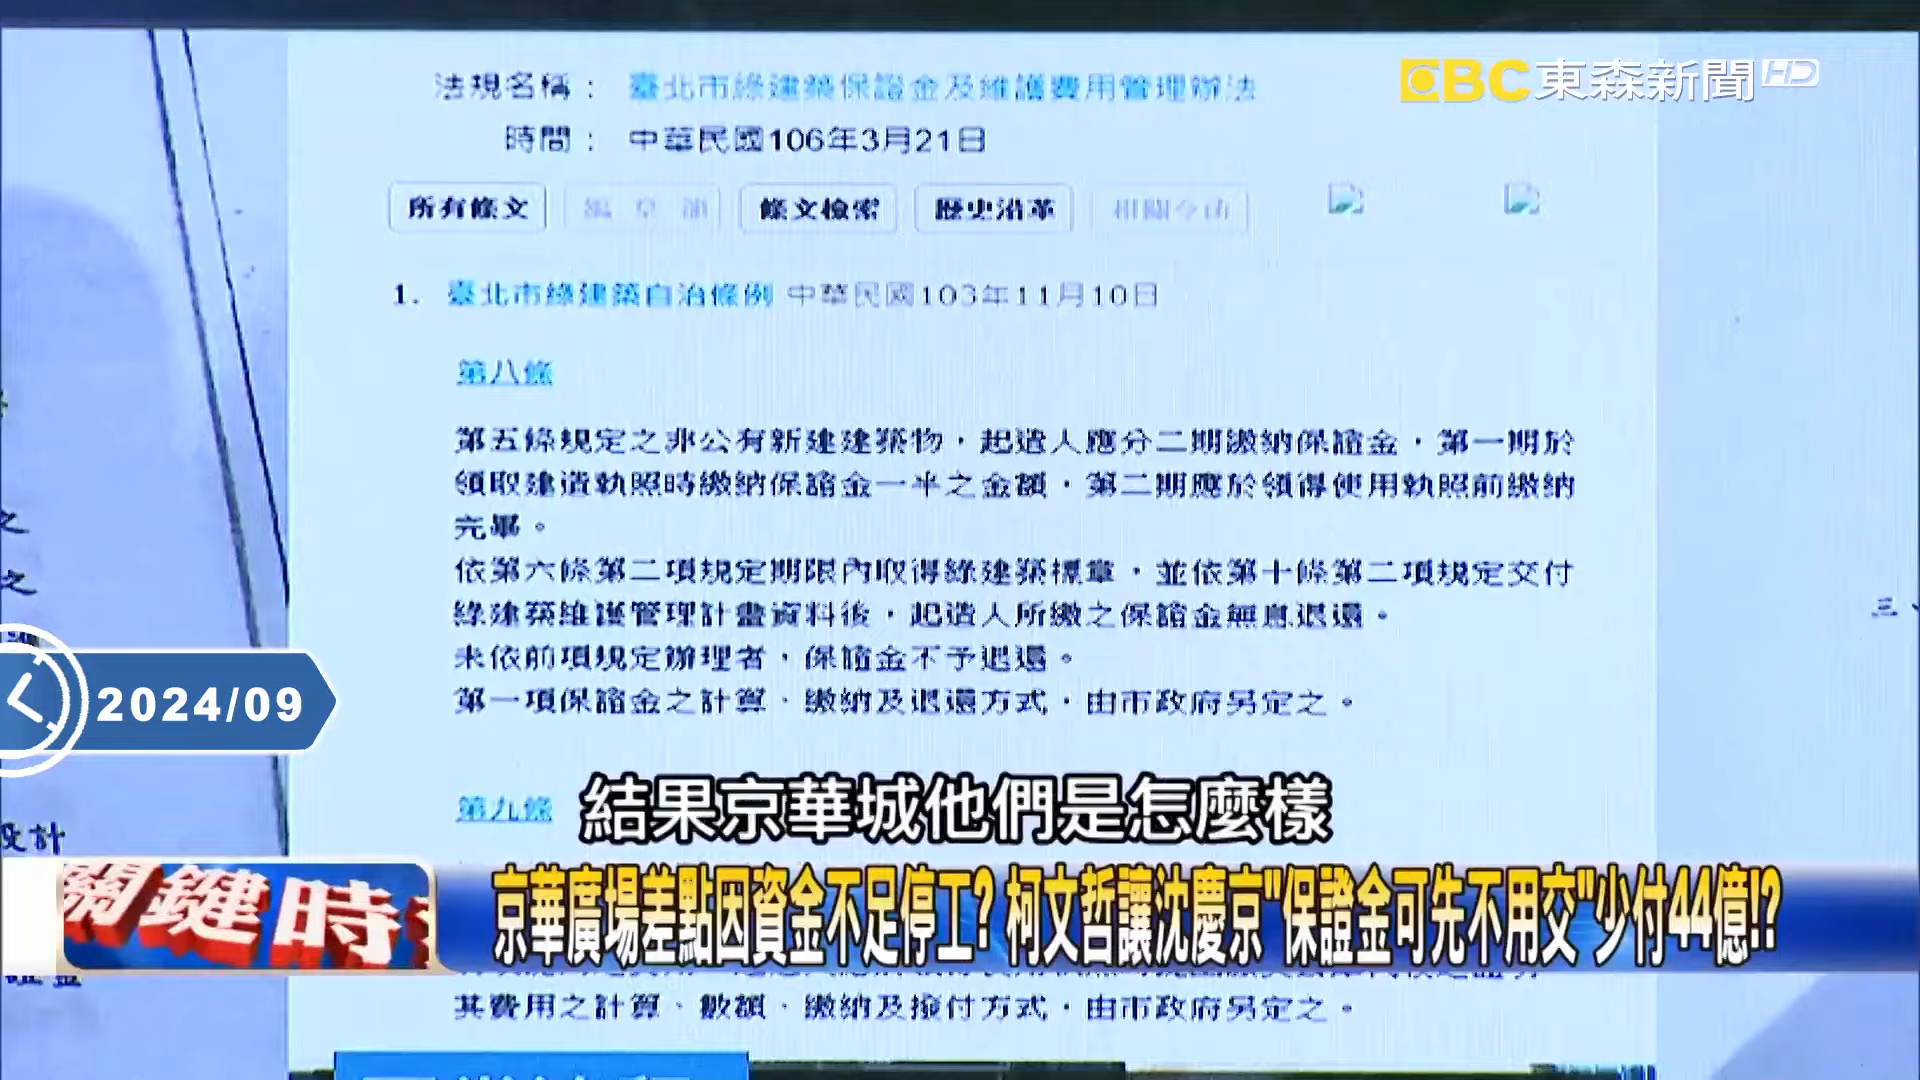 EBC東森新聞HD
法規名稱： 臺北市綠建築保證金及維護費用管理辦法
時間： 中華民國106年3月21日
所有條文 編章節 條文檢索 歷史沿革 相關令函
1. 臺北市綠建築自治條例 中華民國103年11月10日
第八條
第五條規定之非公有新建建築物，起造人應分二期繳納保證金，第一期於
領取建造執照時繳納保證金一半之金額，第二期應於領得使用執照前繳納
完畢。
依第六條第二項規定期限內取得綠建築標章，並依第十條第二項規定交付
綠建築維護管理計畫資料後，起造人所繳之保證金無息退還。
未依前項規定辦理者，保證金不予退還。
第一項保證金之計算、繳納及退還方式，由市政府另定之。
三、
之
之
2024/09
第九條
結果京華城他們是怎麼樣
設計
關鍵時
京華廣場差點因資金不足停工? 柯文哲讓沈慶京"保證金可先不用交"少付44億!?
其費用之計算、數額、繳納及撥付方式，由市政府另定之。